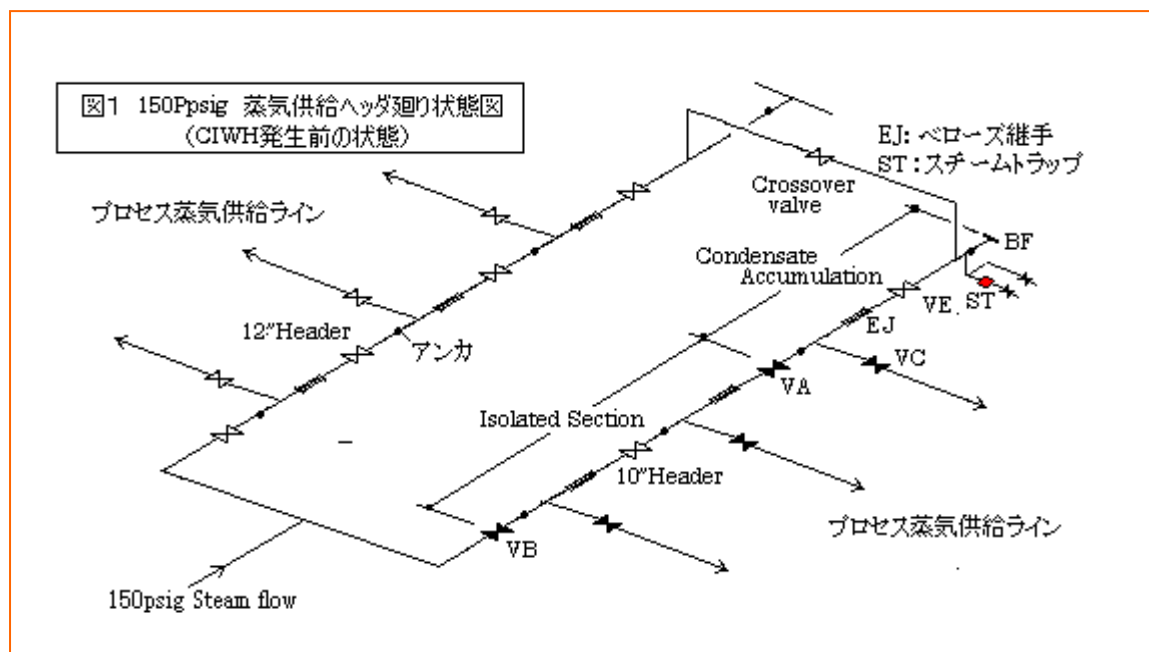 図1 150Ppsig 蒸気供給ヘッダ廻り状態図
(CIWH発生前の状態)
EJ: ベローズ継手
ST:スチームトラップ
Crossover
valve
プロセス蒸気供給ライン
BF
Condensate
Accumulation
VE.
ST
EJ
12"Header
アンカ
VC
VA
Isolated Section
10"Header
プロセス蒸気供給ライン
VB
150psig Steam flow